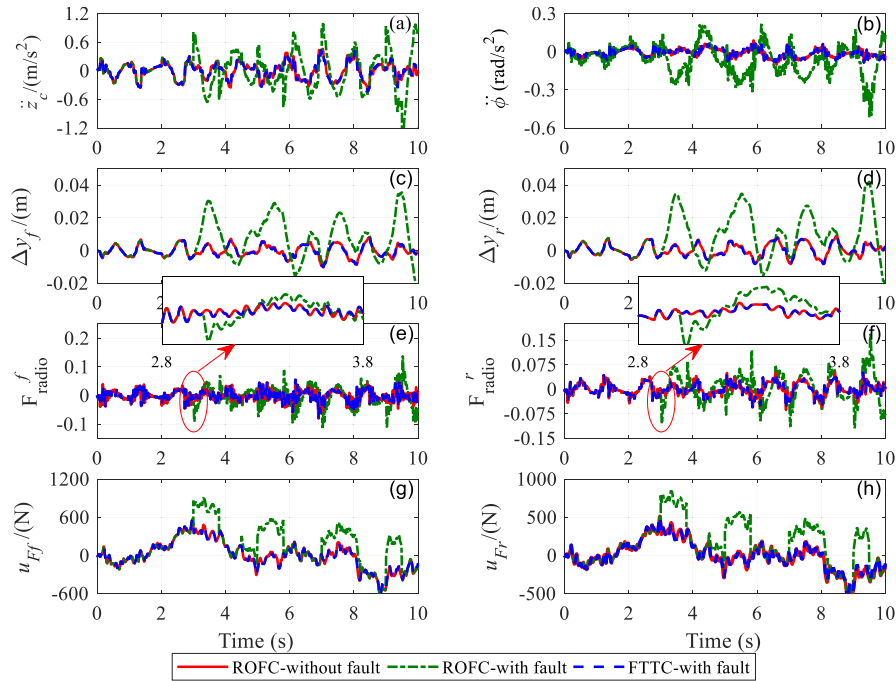 (a)
z̈_c/(m/s²)
1.2
0.6
0
-0.6
-1.2
0 2 4 6 8 10
(b)
ϕ̈ (rad/s²)
0.3
0
-0.3
-0.6
0 2 4 6 8 10
(c)
Δy_f/(m)
0.04
0.02
0
-0.02
0 2 4 6 8 10
(d)
Δy_r/(m)
0.04
0.02
0
-0.02
0 2 4 6 8 10
2.8 3.8
2.8 3.8
(e)
F^f_radio
0.2
0.1
0
-0.1
0 2 4 6 8 10
(f)
F^r_radio
0.15
0.075
0
-0.075
-0.15
0 2 4 6 8 10
(g)
u_Ff/(N)
1200
600
0
-600
0 2 4 6 8 10
Time (s)
(h)
u_Fr/(N)
1000
500
0
-500
0 2 4 6 8 10
Time (s)
ROFC-without fault ROFC-with fault FTTC-with fault